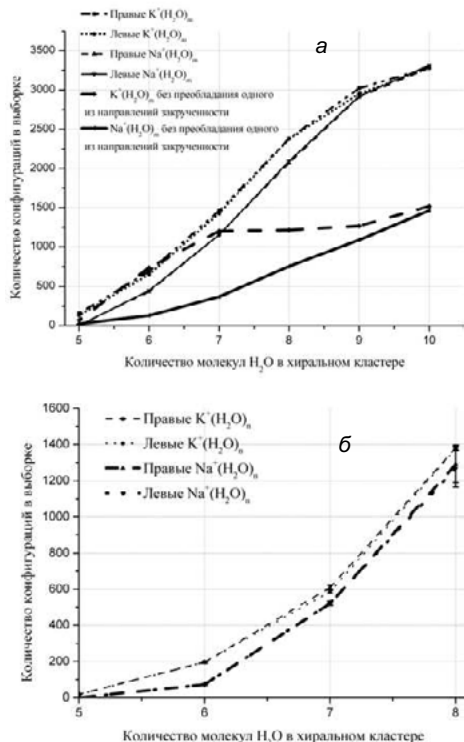 Правые K⁺(H₂O)ₘ
Левые K⁺(H₂O)ₘ
Правые Na⁺(H₂O)ₘ
Левые Na⁺(H₂O)ₘ
K⁺(H₂O)ₘ без преобладания одного
из направлений закрученности
Na⁺(H₂O)ₘ без преобладания одного
из направлений закрученности
а
Количество конфигураций в выборке
3500
3000
2500
2000
1500
1000
500
0
5 6 7 8 9 10
Количество молекул H₂O в хиральном кластере
Правые K⁺(H₂O)ₙ
Левые K⁺(H₂O)ₙ
Правые Na⁺(H₂O)ₙ
Левые Na⁺(H₂O)ₙ
б
Количество конфигураций в выборке
1600
1400
1200
1000
800
600
400
200
0
5 6 7 8
Количество молекул H₂O в хиральном кластере